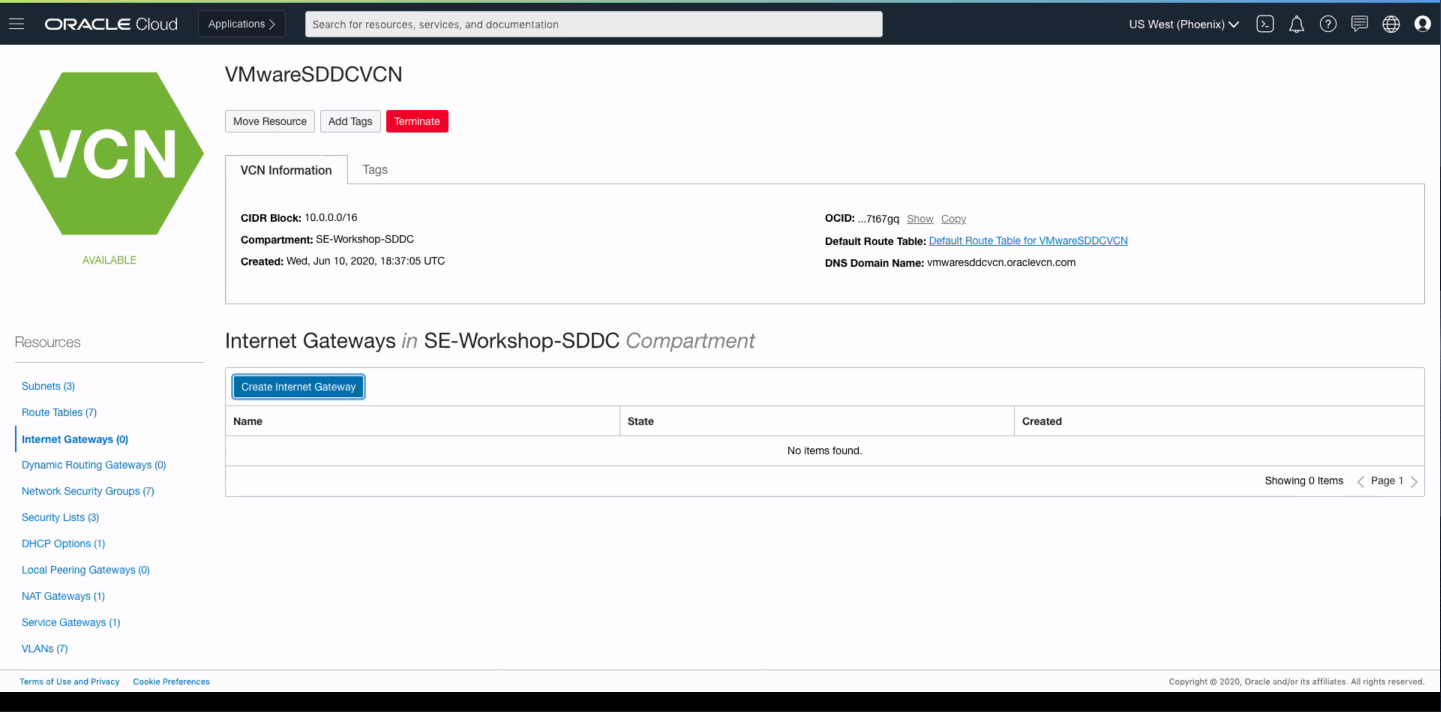 ORACLE Cloud Applications > Search for resources, services, and documentation US West (Phoenix)
VCN
AVAILABLE
VMwareSDDCVCN
Move Resource Add Tags Terminate
VCN Information Tags
CIDR Block: 10.0.0.0/16
Compartment: SE-Workshop-SDDC
Created: Wed, Jun 10, 2020, 18:37:05 UTC
OCID: ...7t67gq Show Copy
Default Route Table: Default Route Table for VMwareSDDCVCN
DNS Domain Name: vmwaresddcvcn.oraclevcn.com
Resources
Subnets (3)
Route Tables (7)
Internet Gateways (0)
Dynamic Routing Gateways (0)
Network Security Groups (7)
Security Lists (3)
DHCP Options (1)
Local Peering Gateways (0)
NAT Gateways (1)
Service Gateways (1)
VLANs (7)
Internet Gateways in SE-Workshop-SDDC Compartment
Create Internet Gateway
Name State Created
No items found.
Showing 0 Items < Page 1 >
Terms of Use and Privacy Cookie Preferences
Copyright © 2020, Oracle and/or its affiliates. All rights reserved.